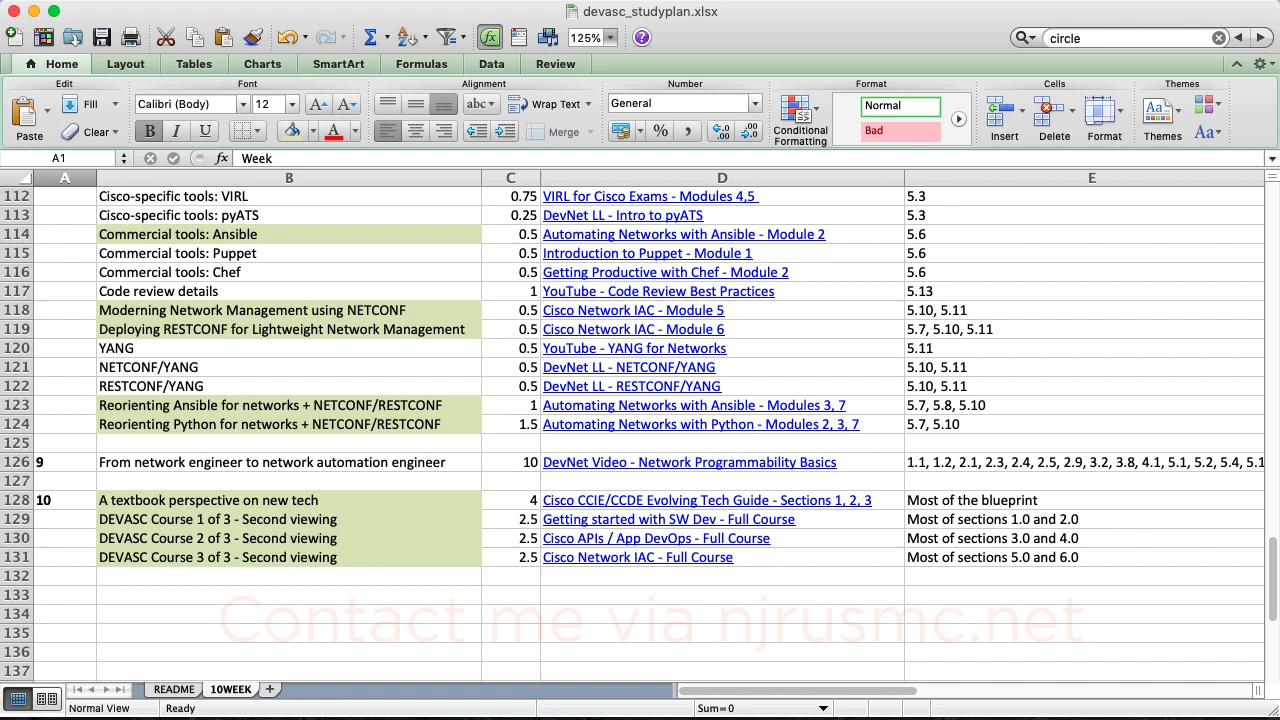 devasc_studyplan.xlsx
125%
circle
Home Layout Tables Charts SmartArt Formulas Data Review
Edit Font Alignment Number Format Cells Themes
Paste Fill Clear
Calibri (Body) 12 A A
B I U A
abc Wrap Text Merge
General
%
Conditional Formatting
Normal
Bad
Insert Delete Format
Themes Aa
A1 fx Week
A B C D E
112 Cisco-specific tools: VIRL 0.75 VIRL for Cisco Exams - Modules 4,5 5.3
113 Cisco-specific tools: pyATS 0.25 DevNet LL - Intro to pyATS 5.3
114 Commercial tools: Ansible 0.5 Automating Networks with Ansible - Module 2 5.6
115 Commercial tools: Puppet 0.5 Introduction to Puppet - Module 1 5.6
116 Commercial tools: Chef 0.5 Getting Productive with Chef - Module 2 5.6
117 Code review details 1 YouTube - Code Review Best Practices 5.13
118 Moderning Network Management using NETCONF 0.5 Cisco Network IAC - Module 5 5.10, 5.11
119 Deploying RESTCONF for Lightweight Network Management 0.5 Cisco Network IAC - Module 6 5.7, 5.10, 5.11
120 YANG 0.5 YouTube - YANG for Networks 5.11
121 NETCONF/YANG 0.5 DevNet LL - NETCONF/YANG 5.10, 5.11
122 RESTCONF/YANG 0.5 DevNet LL - RESTCONF/YANG 5.10, 5.11
123 Reorienting Ansible for networks + NETCONF/RESTCONF 1 Automating Networks with Ansible - Modules 3, 7 5.7, 5.8, 5.10
124 Reorienting Python for networks + NETCONF/RESTCONF 1.5 Automating Networks with Python - Modules 2, 3, 7 5.7, 5.10
125
126 9 From network engineer to network automation engineer 10 DevNet Video - Network Programmability Basics 1.1, 1.2, 2.1, 2.3, 2.4, 2.5, 2.9, 3.2, 3.8, 4.1, 5.1, 5.2, 5.4, 5.1
127
128 10 A textbook perspective on new tech 4 Cisco CCIE/CCDE Evolving Tech Guide - Sections 1, 2, 3 Most of the blueprint
129 DEVASC Course 1 of 3 - Second viewing 2.5 Getting started with SW Dev - Full Course Most of sections 1.0 and 2.0
130 DEVASC Course 2 of 3 - Second viewing 2.5 Cisco APIs / App DevOps - Full Course Most of sections 3.0 and 4.0
131 DEVASC Course 3 of 3 - Second viewing 2.5 Cisco Network IAC - Full Course Most of sections 5.0 and 6.0
132
133
134
Contact me via njrusmc.net
135
136
137
README 10WEEK
Normal View Ready Sum=0